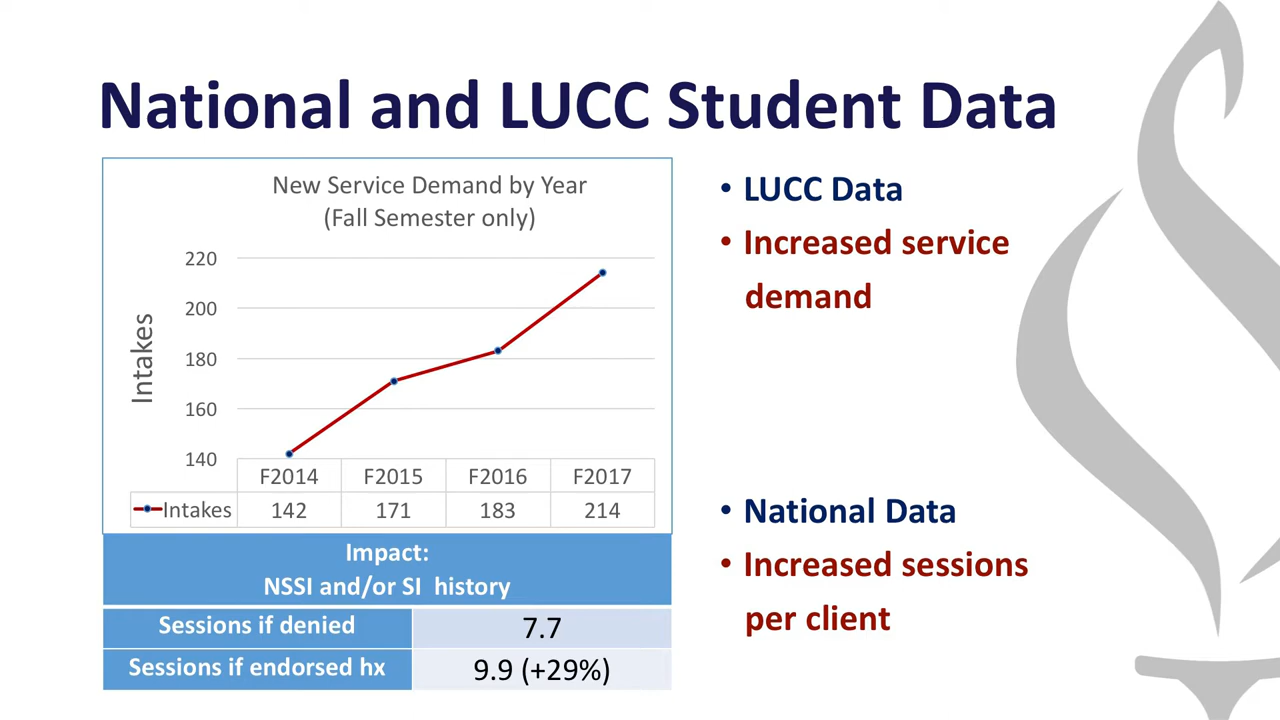 National and LUCC Student Data
New Service Demand by Year
(Fall Semester only)
220
200
180
160
140
Intakes
F2014 F2015 F2016 F2017
Intakes 142 171 183 214
Impact:
NSSI and/or SI history
Sessions if denied 7.7
Sessions if endorsed hx 9.9 (+29%)
• LUCC Data
• Increased service
demand
• National Data
• Increased sessions
per client